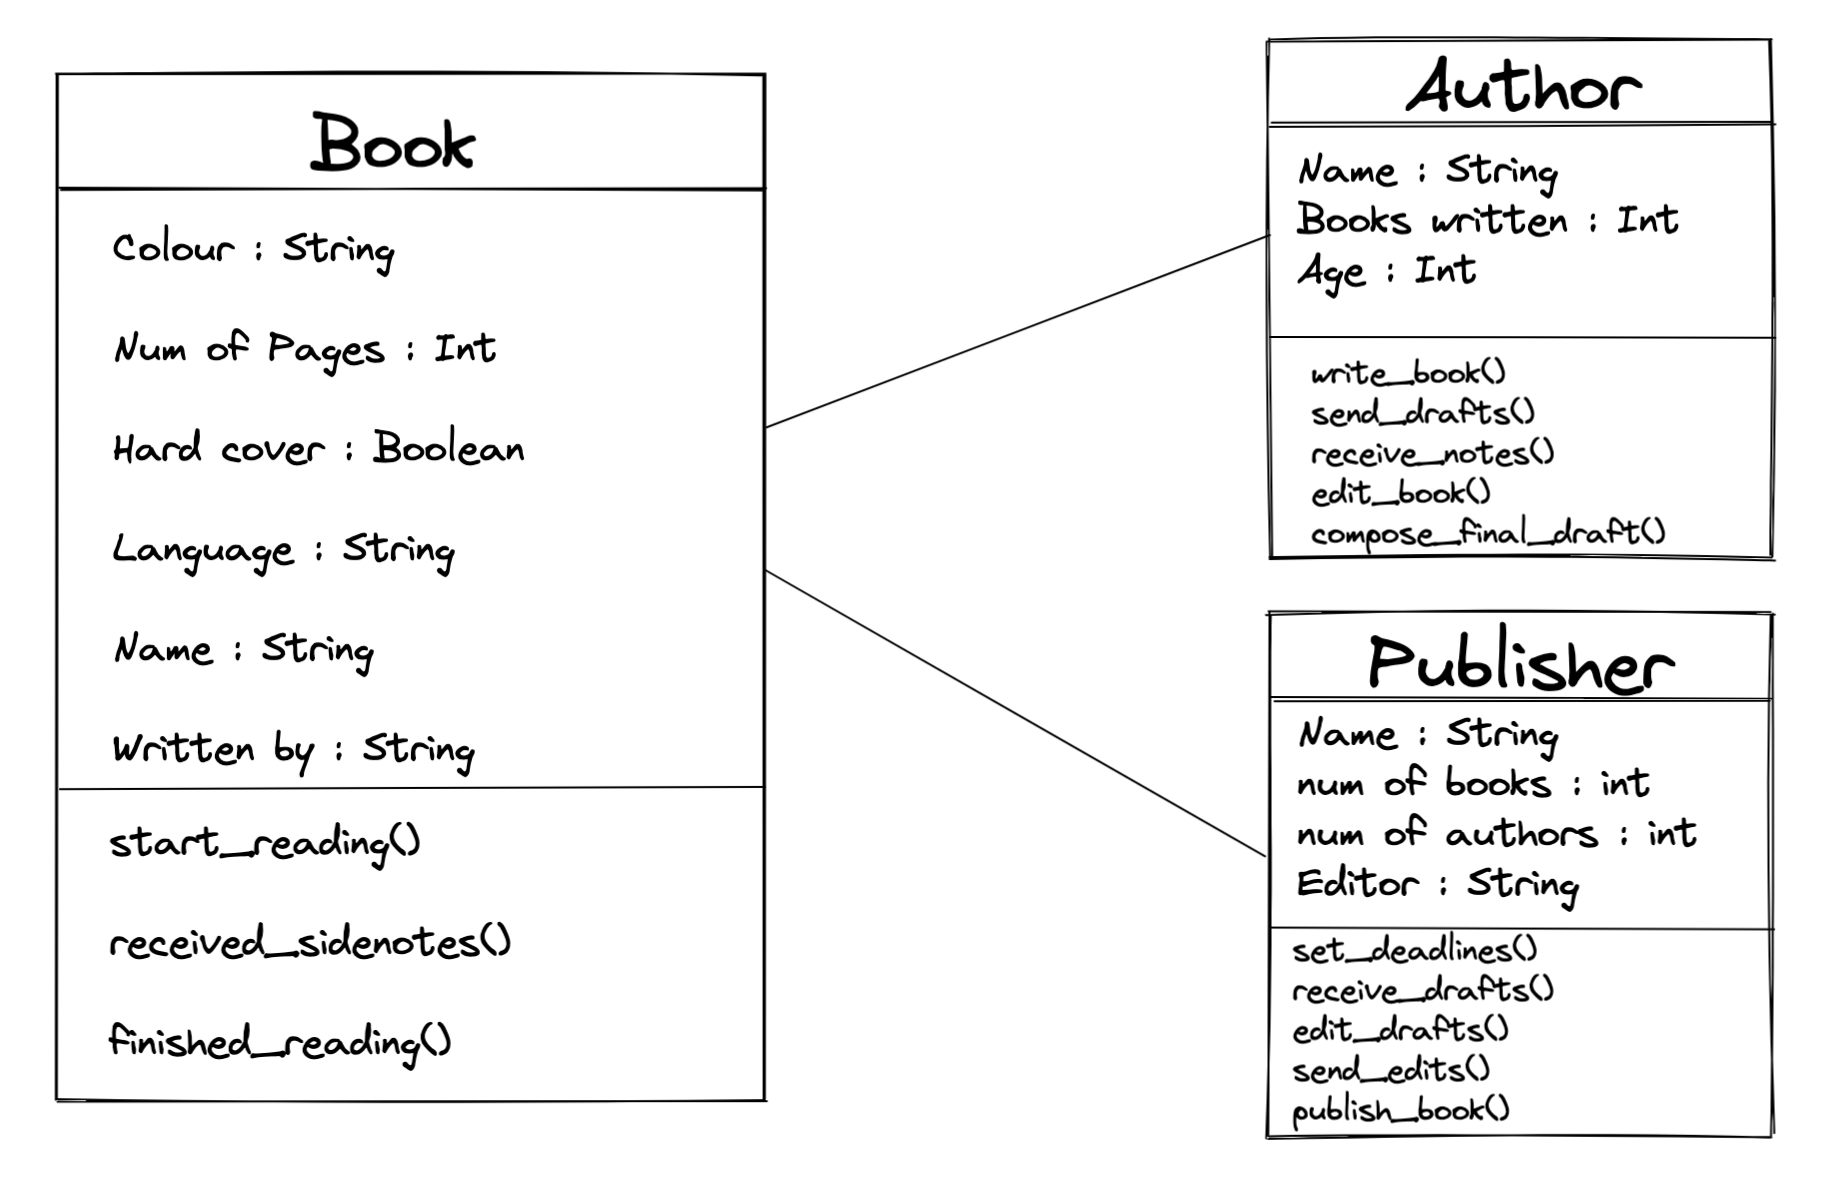 Book
Colour : String
Num of Pages : Int
Hard cover : Boolean
Language : String
Name : String
Written by : String
start_reading()
received_sidenotes()
finished_reading()
Author
Name : String
Books written : Int
Age : Int
write_book()
send_drafts()
receive_notes()
edit_book()
compose_final_draft()
Publisher
Name : String
num of books : int
num of authors : int
Editor : String
set_deadlines()
receive_drafts()
edit_drafts()
send_edits()
publish_book()